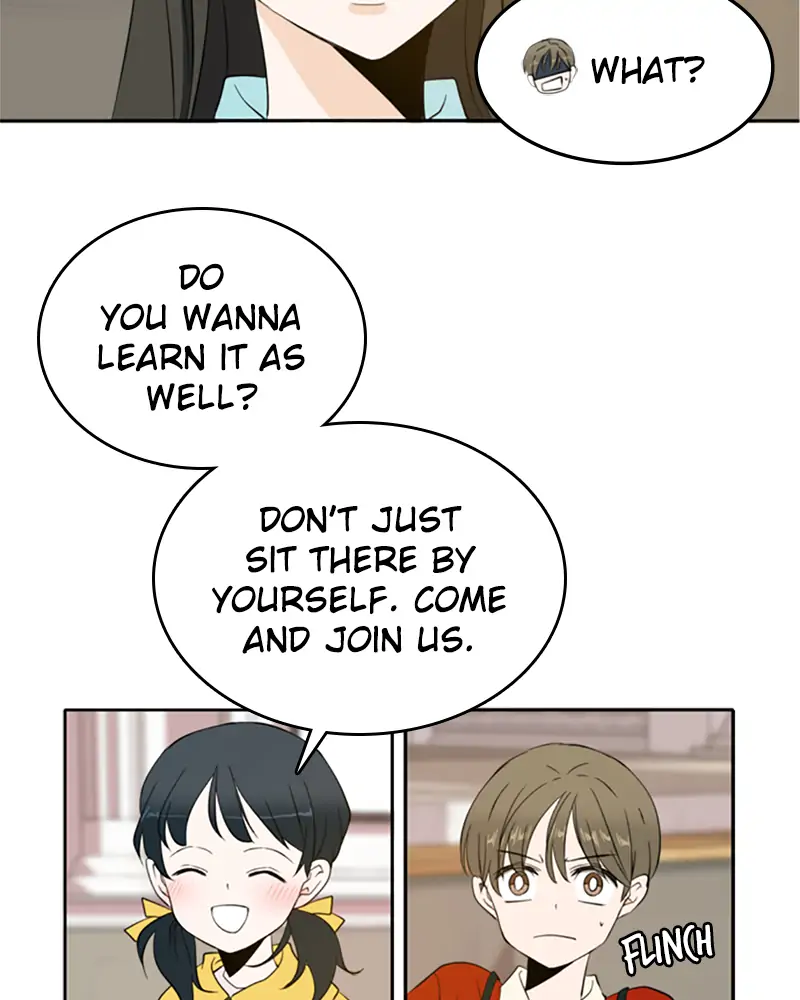 WHAT?
DO
YOU WANNA
LEARN IT AS
WELL?
DON'T JUST
SIT THERE BY
YOURSELF. COME
AND JOIN US.
FLINCH